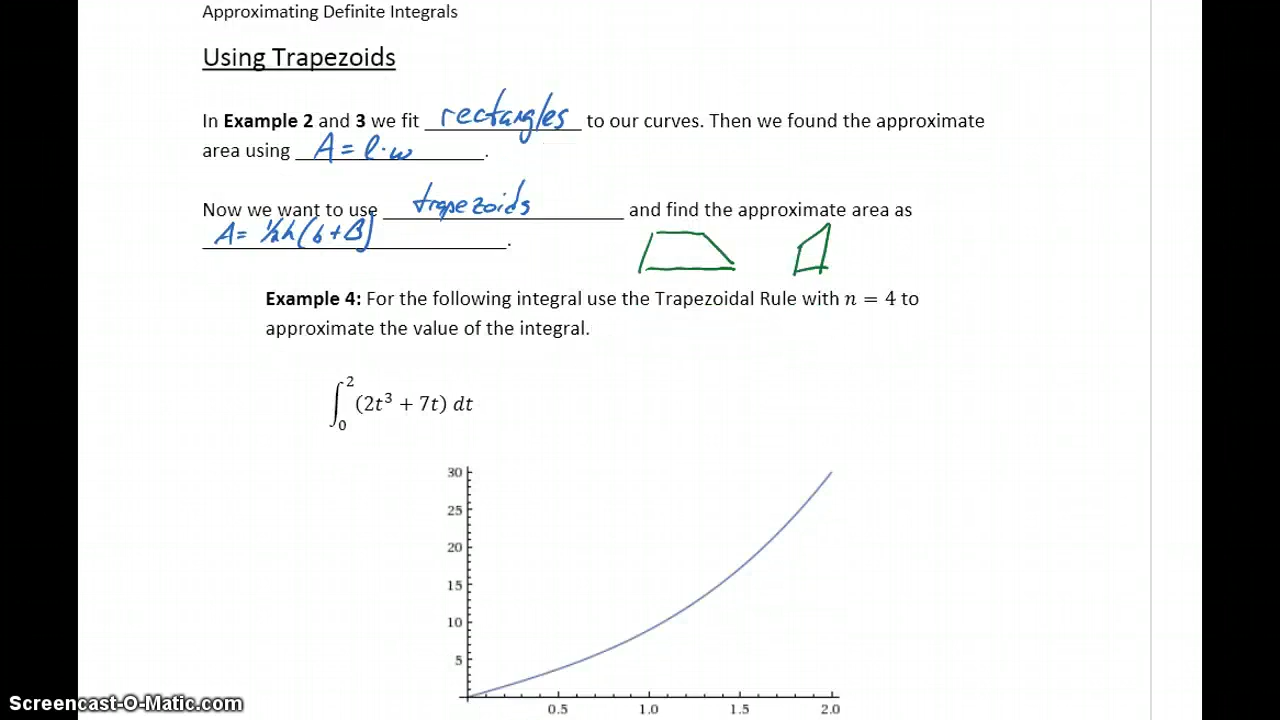 Approximating Definite Integrals
Using Trapezoids
In Example 2 and 3 we fit rectangles to our curves. Then we found the approximate
area using A = l·w.
Now we want to use trapezoids and find the approximate area as
A = ½h(b+B).
Example 4: For the following integral use the Trapezoidal Rule with n = 4 to
approximate the value of the integral.
∫₀² (2t³ + 7t) dt
30
25
20
15
10
5
0.5 1.0 1.5 2.0
Screencast-O-Matic.com